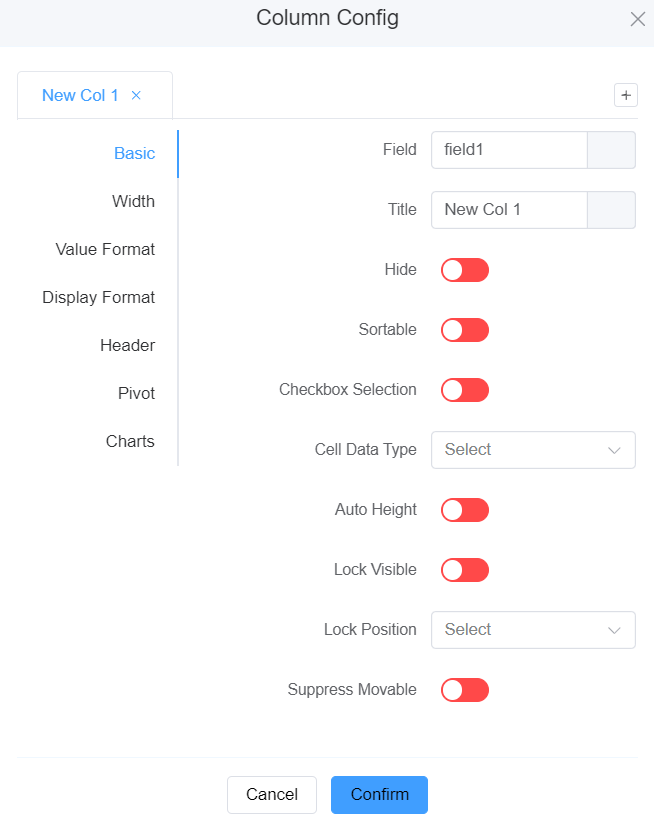 Column Config
New Col 1
Basic
Width
Value Format
Display Format
Header
Pivot
Charts
Field field1
Title New Col 1
Hide
Sortable
Checkbox Selection
Cell Data Type Select
Auto Height
Lock Visible
Lock Position Select
Suppress Movable
Cancel Confirm